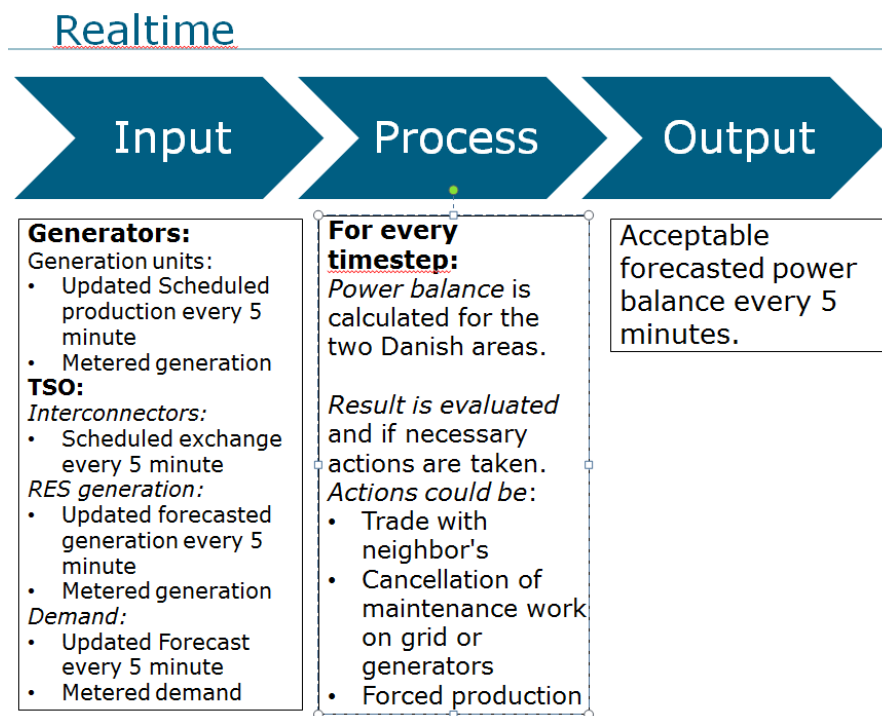 Realtime
Input
Process
Output
Generators:
Generation units:
• Updated Scheduled
production every 5
minute
• Metered generation
TSO:
Interconnectors:
• Scheduled exchange
every 5 minute
RES generation:
• Updated forecasted
generation every 5
minute
• Metered generation
Demand:
• Updated Forecast
every 5 minute
• Metered demand
For every
timestep:
Power balance is
calculated for the
two Danish areas.
Result is evaluated
and if necessary
actions are taken.
Actions could be:
• Trade with
neighbor's
• Cancellation of
maintenance work
on grid or
generators
• Forced production
Acceptable
forecasted power
balance every 5
minutes.